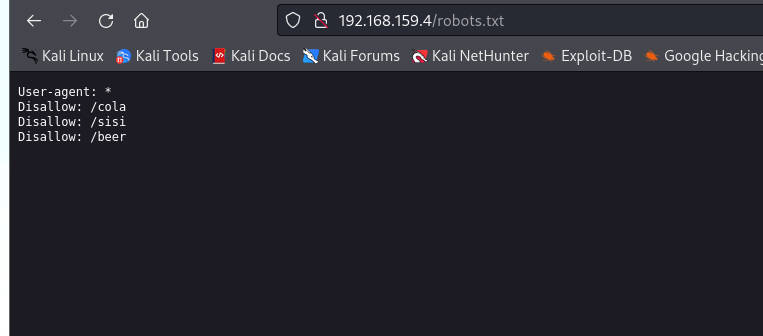 192.168.159.4/robots.txt
Kali Linux Kali Tools Kali Docs Kali Forums Kali NetHunter Exploit-DB Google Hacking
User-agent: *
Disallow: /cola
Disallow: /sisi
Disallow: /beer